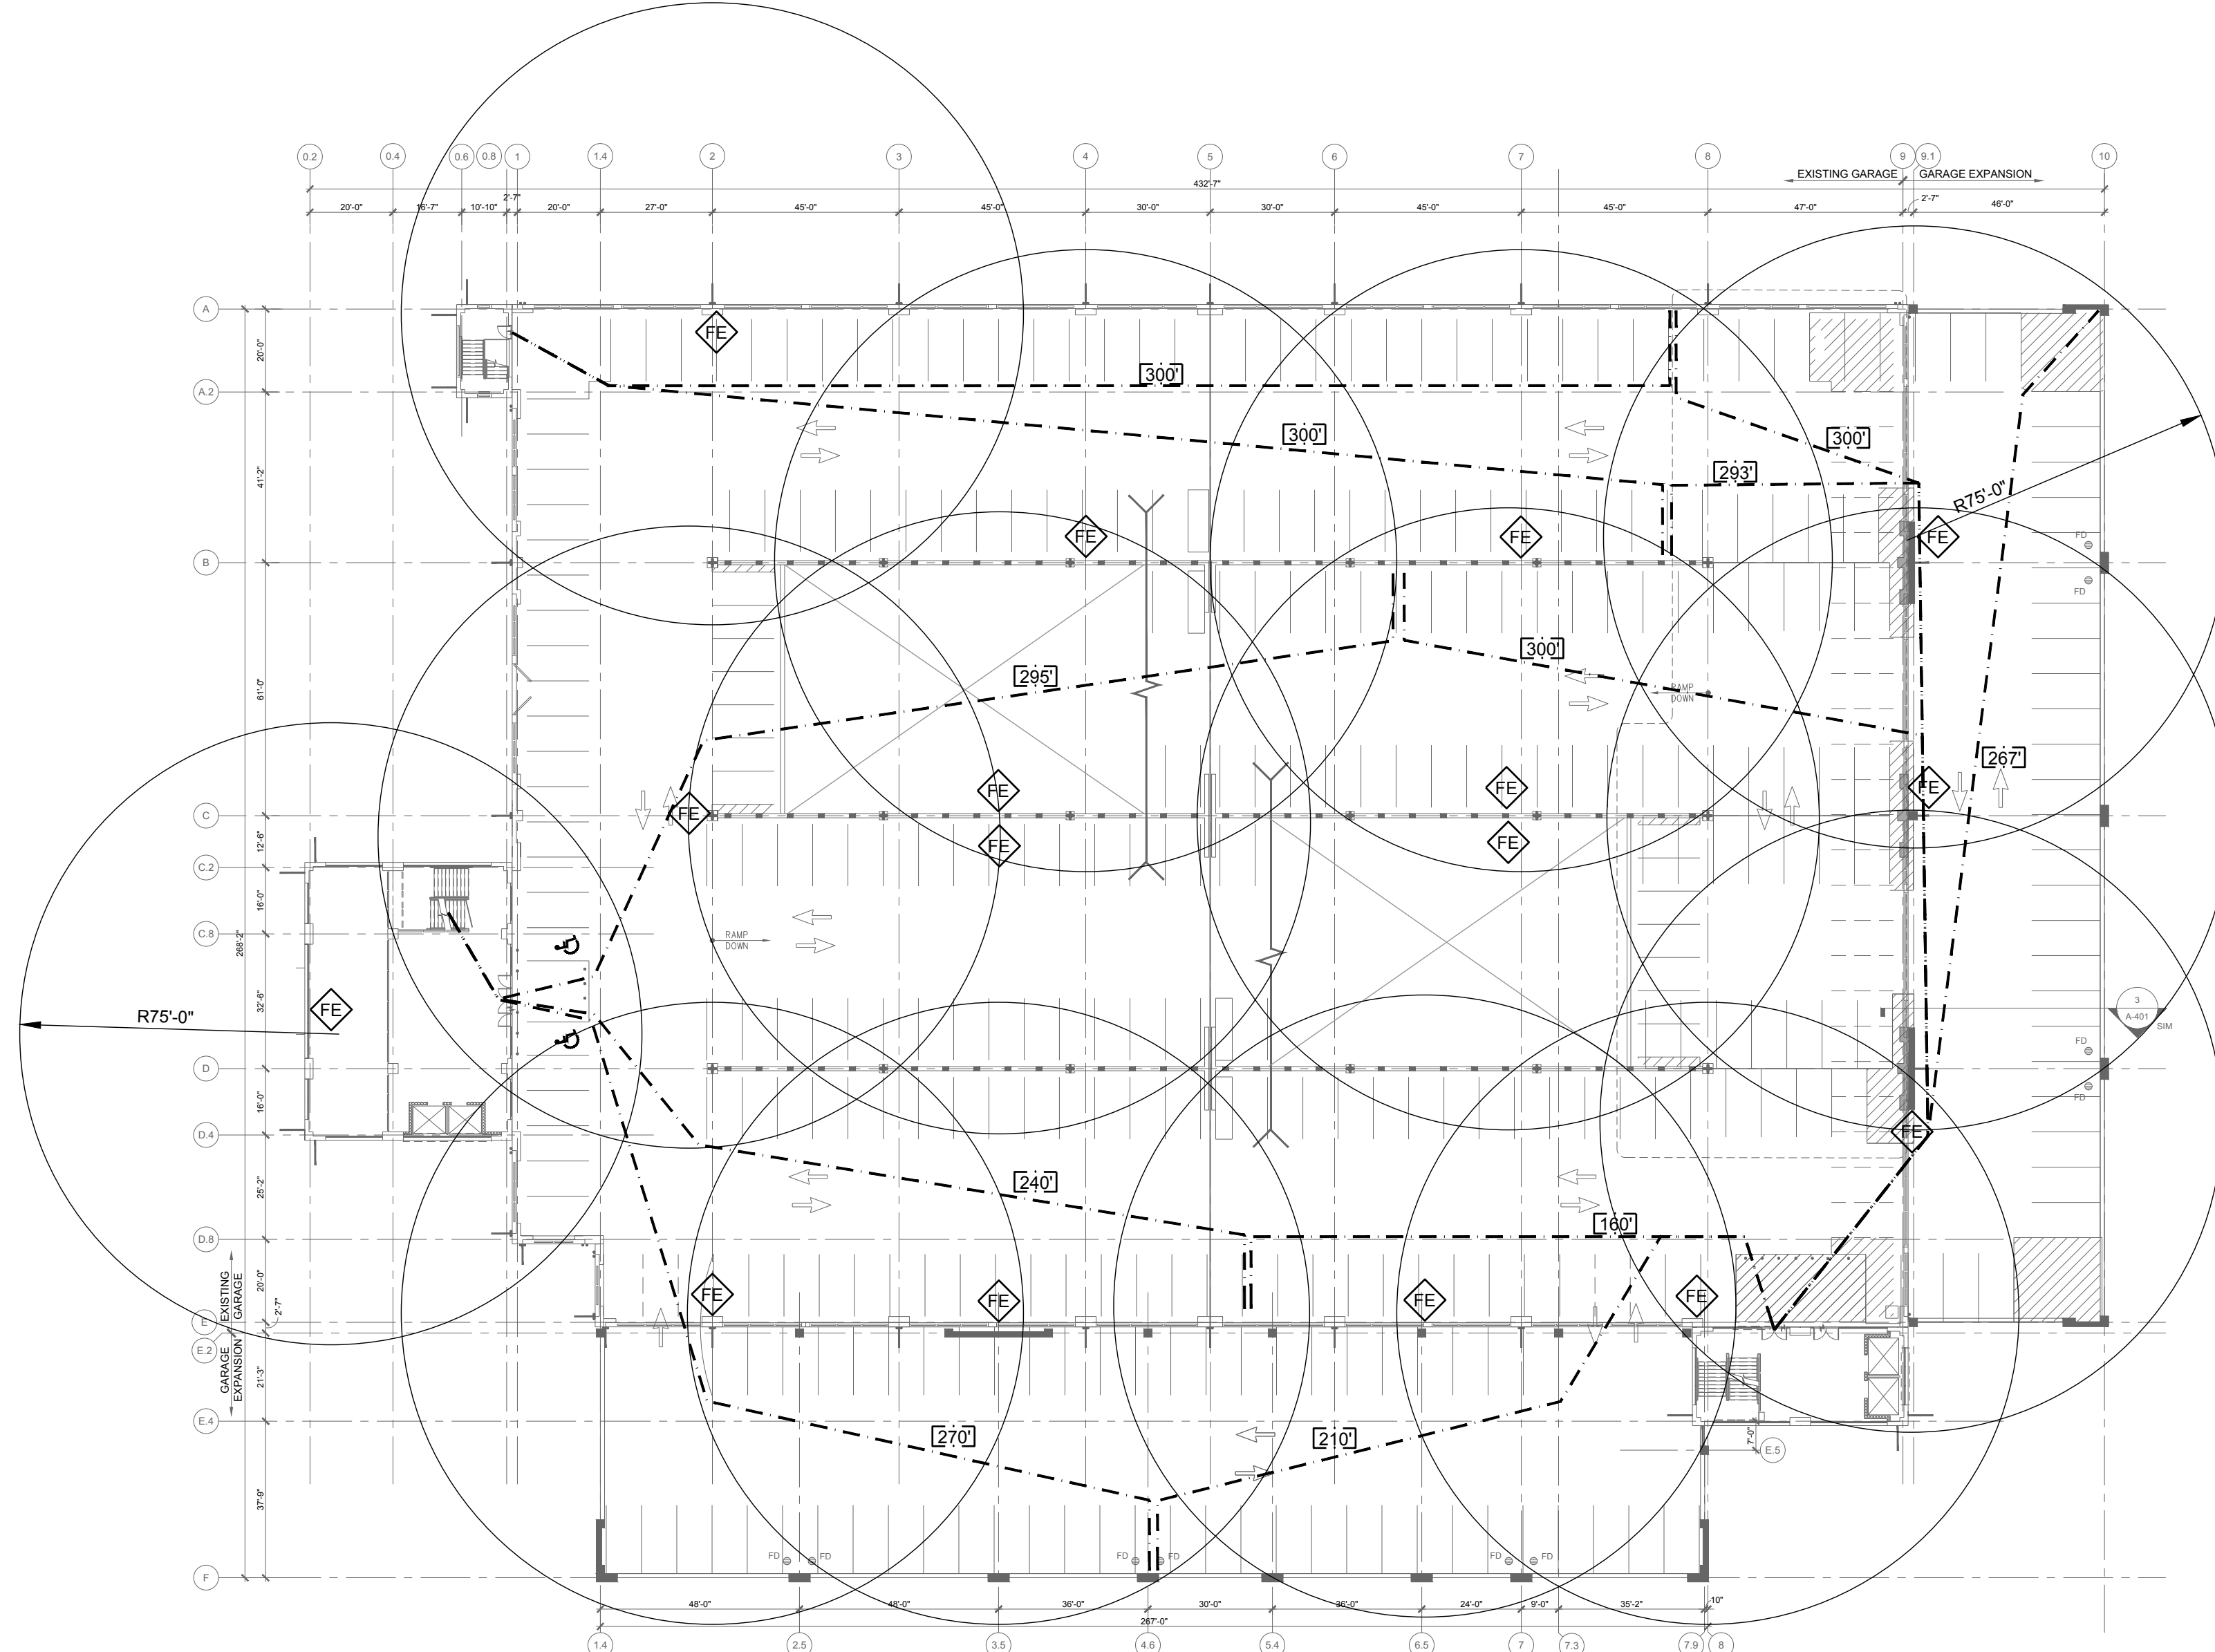 0.2
0.4
0.6
0.8
1
1.4
2
3
4
5
6
7
8
9
9.1
10
EXISTING GARAGE
GARAGE EXPANSION
432'-7"
20'-0"
16'-7"
10'-10"
2'-7"
20'-0"
27'-0"
45'-0"
45'-0"
30'-0"
30'-0"
45'-0"
45'-0"
47'-0"
2'-7"
46'-0"
A
FE
20'-0"
300'
A.2
300'
300'
41'-2"
293'
R75'-0"
FE
FE
FE
FD
B
FD
61'-0"
295'
300'
RAMP
DOWN
267'
FE
FE
FE
FE
C
12'-6"
FE
FE
C.2
16'-0"
C.8
268'-2"
RAMP
DOWN
32'-6"
FE
R75'-0"
3
A-401
SIM
FD
D
FD
16'-0"
D.4
FE
25'-2"
240'
160'
D.8
EXISTING
GARAGE
20'-0"
FE
FE
FE
FE
E
2'-7"
E.2
GARAGE
EXPANSION
21'-3"
E.4
270'
210'
7'-0"
E.5
37'-9"
FD
FD
FD
FD
FD
FD
F
48'-0"
48'-0"
36'-0"
30'-0"
36'-0"
24'-0"
9'-0"
35'-2"
10"
267'-0"
1.4
2.5
3.5
4.6
5.4
6.5
7
7.3
7.9
8